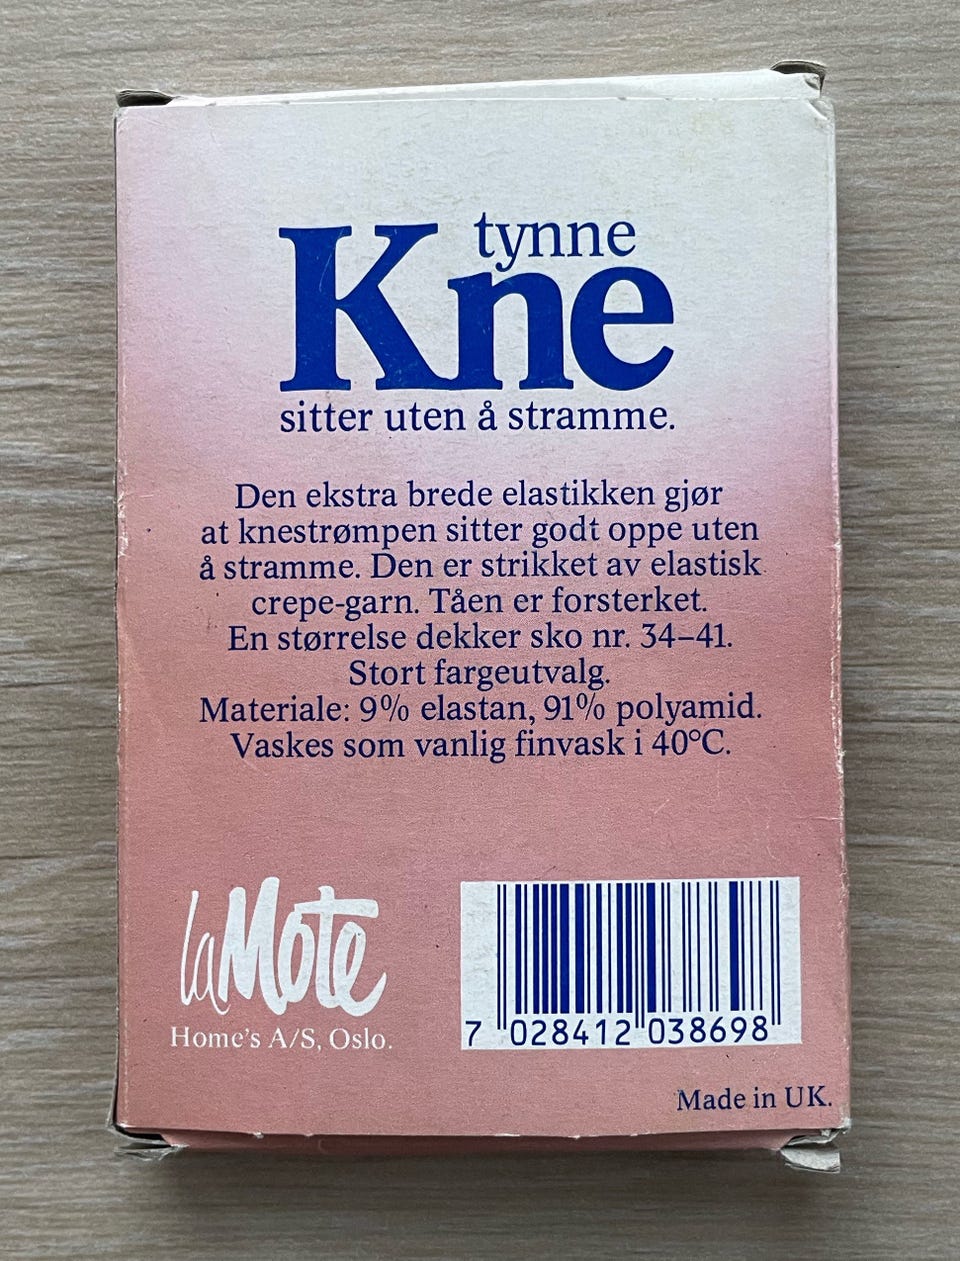 tynne
Kne
sitter uten å stramme.
Den ekstra brede elastikken gjør
at knestrømpen sitter godt oppe uten
å stramme. Den er strikket av elastisk
crepe-garn. Tåen er forsterket.
En størrelse dekker sko nr. 34–41.
Stort fargeutvalg.
Materiale: 9% elastan, 91% polyamid.
Vaskes som vanlig finvask i 40°C.
la Mote
Home's A/S, Oslo.
7 028412 038698
Made in UK.